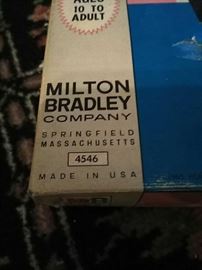 AGES
10 TO
ADULT
MILTON
BRADLEY
COMPANY
SPRINGFIELD
MASSACHUSETTS
4546
MADE IN USA